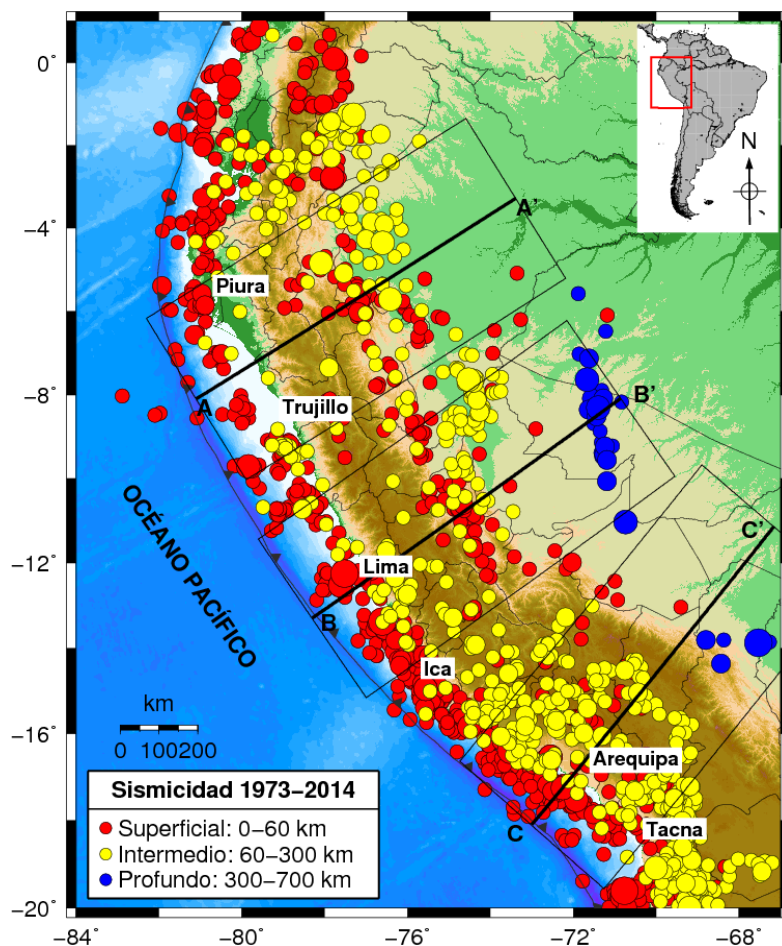 0°
−4°
−8°
−12°
−16°
−20°
−84
−80
−76
−72
−68
N
A'
Piura
A
Trujillo
B'
OCÉANO PACÍFICO
Lima
B
C'
Ica
km
0 100200
Arequipa
C
Tacna
Sismicidad 1973−2014
Superficial: 0−60 km
Intermedio: 60−300 km
Profundo: 300−700 km